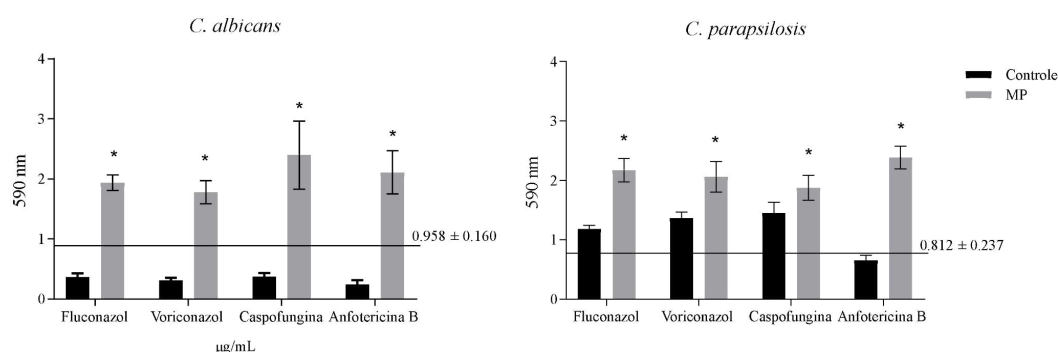 C. albicans
4
3
2
1
0
590 nm
*
*
*
*
0.958 ± 0.160
Fluconazol Voriconazol Caspofungina Anfotericina B
µg/mL
C. parapsilosis
4
3
2
1
0
590 nm
*
*
*
*
0.812 ± 0.237
Fluconazol Voriconazol Caspofungina Anfotericina B
Controle
MP